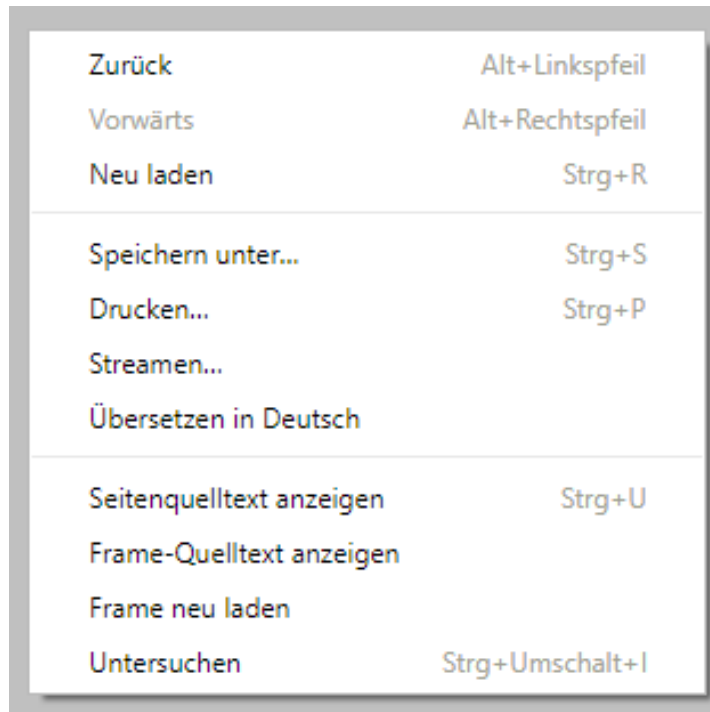 Zurück Alt+Linkspfeil
Vorwärts Alt+Rechtspfeil
Neu laden Strg+R
Speichern unter... Strg+S
Drucken... Strg+P
Streamen...
Übersetzen in Deutsch
Seitenquelltext anzeigen Strg+U
Frame-Quelltext anzeigen
Frame neu laden
Untersuchen Strg+Umschalt+I